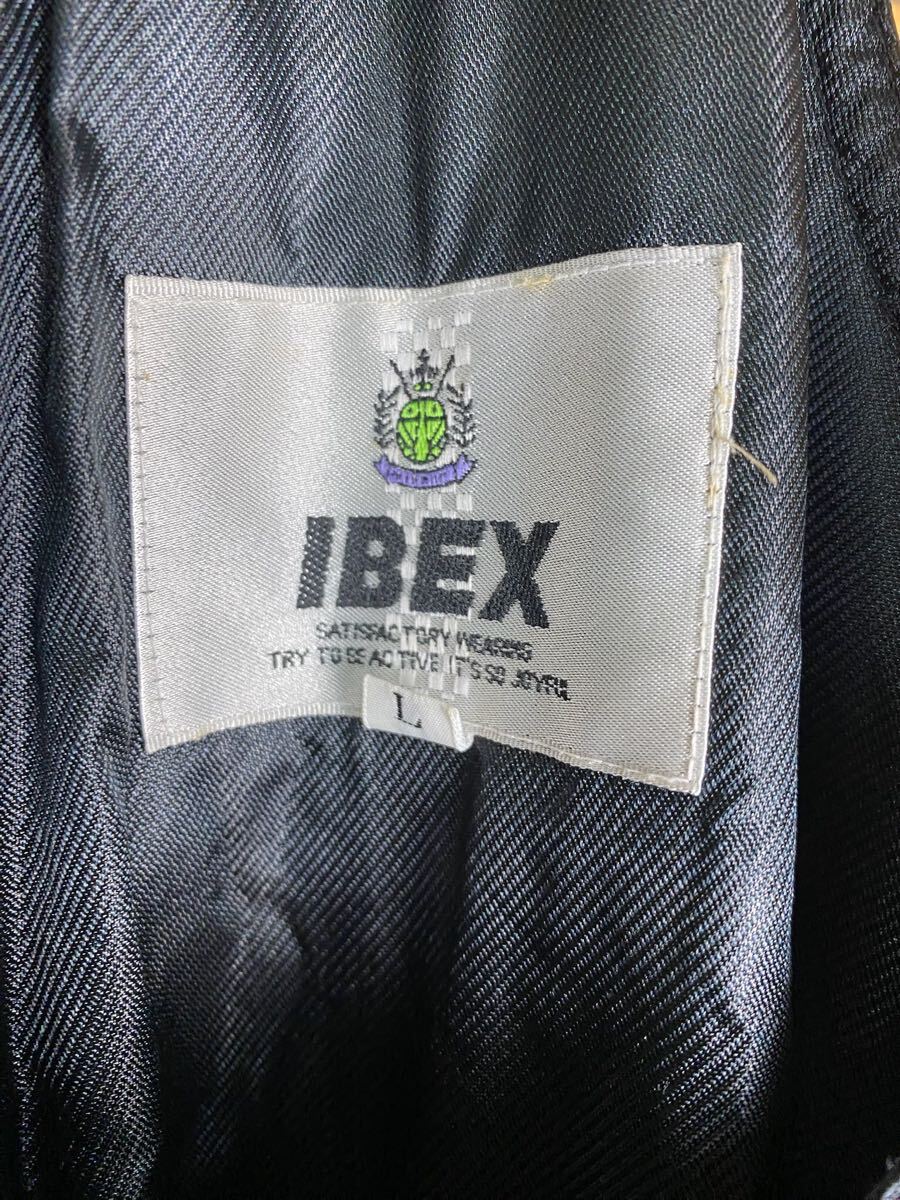 IBEX
SATISFACTORY WEARING
TRY TO BE ACTIVE IT'S SO JOYFUL
L